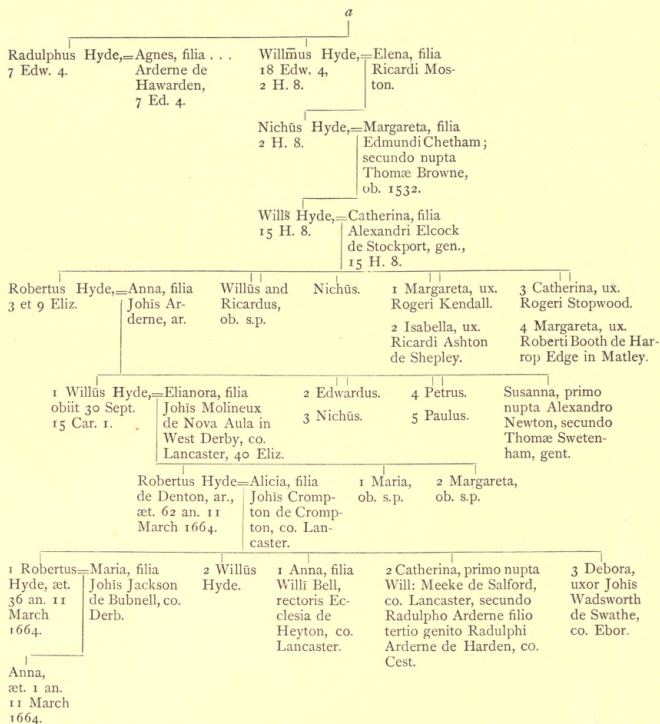 a
Radulphus Hyde,=Agnes, filia . . .
7 Edw. 4.
Arderne de
Hawarden,
7 Ed. 4.
Willm̄us Hyde,=Elena, filia
18 Edw. 4,
2 H. 8.
Ricardi Mos-
ton.
Nichūs Hyde,=Margareta, filia
2 H. 8.
Edmundi Chetham;
secundo nupta
Thomæ Browne,
ob. 1532.
Wills̃ Hyde,=Catherina, filia
15 H. 8.
Alexandri Elcock
de Stockport, gen.,
15 H. 8.
Robertus Hyde,=Anna, filia
3 et 9 Eliz.
Johīs Ar-
derne, ar.
Willūs and
Ricardus,
ob. s.p.
Nichūs.
1 Margareta, ux.
Rogeri Kendall.
2 Isabella, ux.
Ricardi Ashton
de Shepley.
3 Catherina, ux.
Rogeri Stopwood.
4 Margareta, ux.
Roberti Booth de Har-
rop Edge in Matley.
1 Willūs Hyde,=Elianora, filia
obiit 30 Sept.
15 Car. 1.
Johīs Molineux
de Nova Aula in
West Derby, co.
Lancaster, 40 Eliz.
2 Edwardus.
3 Nichūs.
4 Petrus.
5 Paulus.
Susanna, primo
nupta Alexandro
Newton, secundo
Thomæ Sweten-
ham, gent.
Robertus Hyde=Alicia, filia
de Denton, ar.,
æt. 62 an. 11
March 1664.
Johīs Cromp-
ton de Cromp-
ton, co. Lan-
caster.
1 Maria,
ob. s.p.
2 Margareta,
ob. s.p.
1 Robertus=Maria, filia
Hyde, æt.
36 an. 11
March
1664.
Johīs Jackson
de Bubnell, co.
Derb.
2 Willūs
Hyde.
1 Anna, filia
Willi Bell,
rectoris Ec-
clesia de
Heyton, co.
Lancaster.
2 Catherina, primo nupta
Will: Meeke de Salford,
co. Lancaster, secundo
Radulpho Arderne filio
tertio genito Radulphi
Arderne de Harden, co.
Cest.
3 Debora,
uxor Johīs
Wadsworth
de Swathe,
co. Ebor.
Anna,
æt. 1 an.
11 March
1664.